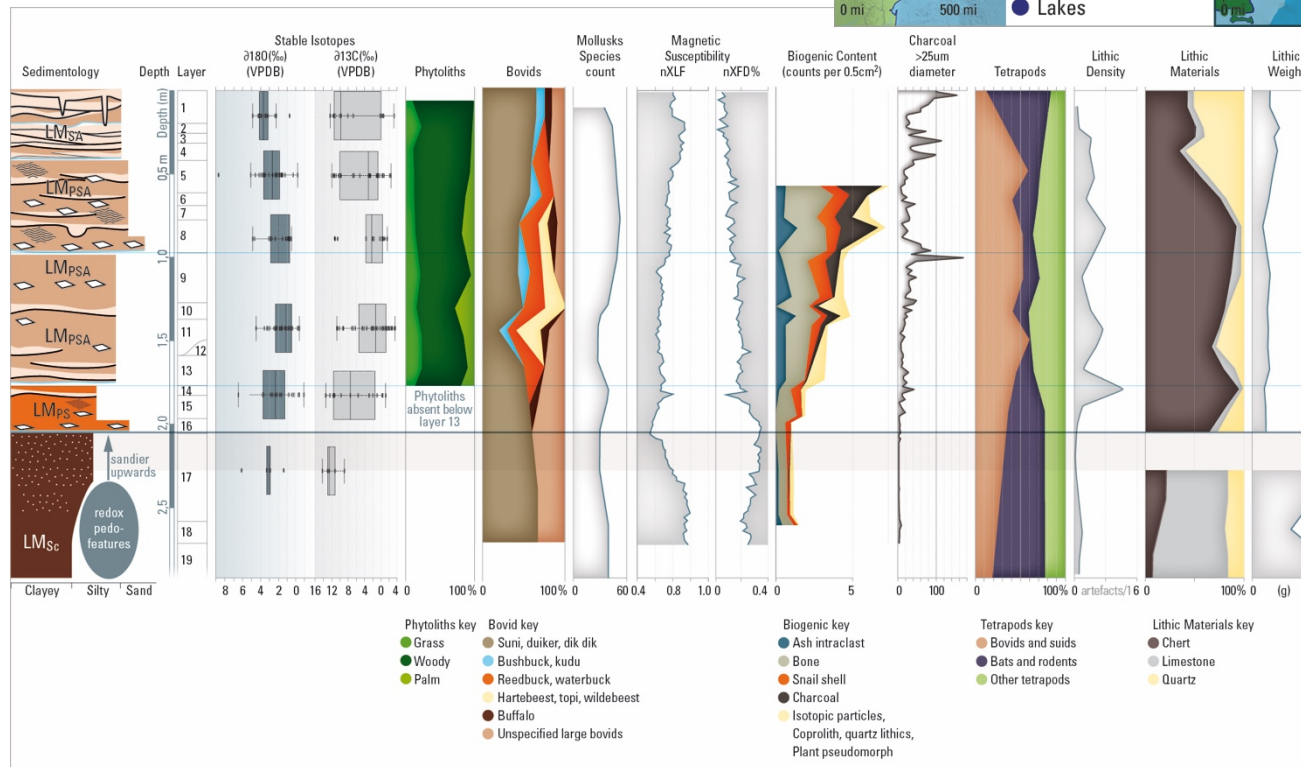 0 mi
500 mi
Lakes
0 mi
Sedimentology
Depth
Layer
Stable Isotopes
∂18O(‰)
(VPDB)
∂13C(‰)
(VPDB)
Phytoliths
Bovids
Mollusks
Species
count
Magnetic
Susceptibility
nXLF
nXFD%
Biogenic Content
(counts per 0.5cm²)
Charcoal
>25um
diameter
Tetrapods
Lithic
Density
Lithic
Materials
Lithic
Weigh
LMSA
LMPSA
LMPSA
LMPSA
LMPS
LMSc
sandier
upwards
redox
pedo-
features
Clayey
Silty
Sand
Depth (m)
0,5 m
1.0
1.5
2.0
2,5
1
2
3
4
5
6
7
8
9
10
11
12
13
14
15
16
17
18
19
Phytoliths
absent below
layer 13
8 6 4 2 0
16 12 8 4 0
0 100%
0 100%
0 60
0.4 0.8 1.0
0 0.2 0.4
0 5
0 100
0 100%
0 artefacts/1 6
0 100%
0 (g)
Phytoliths key
Grass
Woody
Palm
Bovid key
Suni, duiker, dik dik
Bushbuck, kudu
Reedbuck, waterbuck
Hartebeest, topi, wildebeest
Buffalo
Unspecified large bovids
Biogenic key
Ash intraclast
Bone
Snail shell
Charcoal
Isotopic particles,
Coprolith, quartz lithics,
Plant pseudomorph
Tetrapods key
Bovids and suids
Bats and rodents
Other tetrapods
Lithic Materials key
Chert
Limestone
Quartz